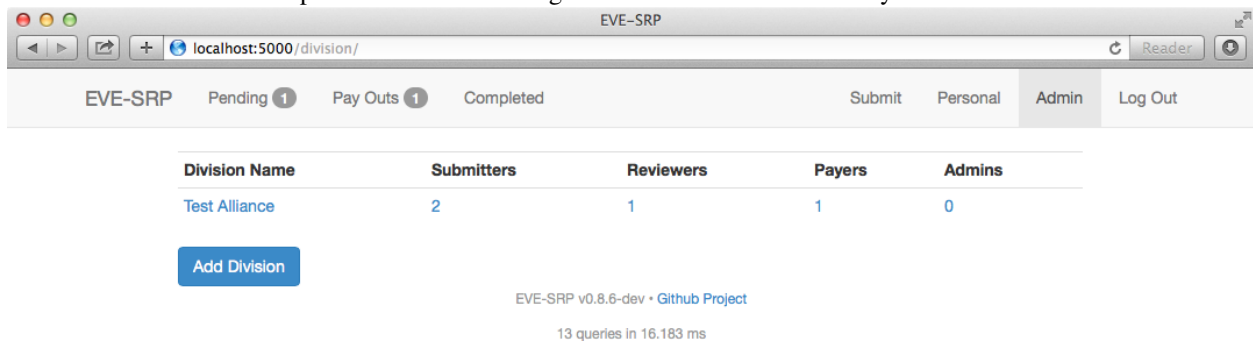 EVE-SRP
localhost:5000/division/
Reader
EVE-SRP Pending 1 Pay Outs 1 Completed Submit Personal Admin Log Out
Division Name Submitters Reviewers Payers Admins
Test Alliance 2 1 1 0
Add Division
EVE-SRP v0.8.6-dev • Github Project
13 queries in 16.183 ms